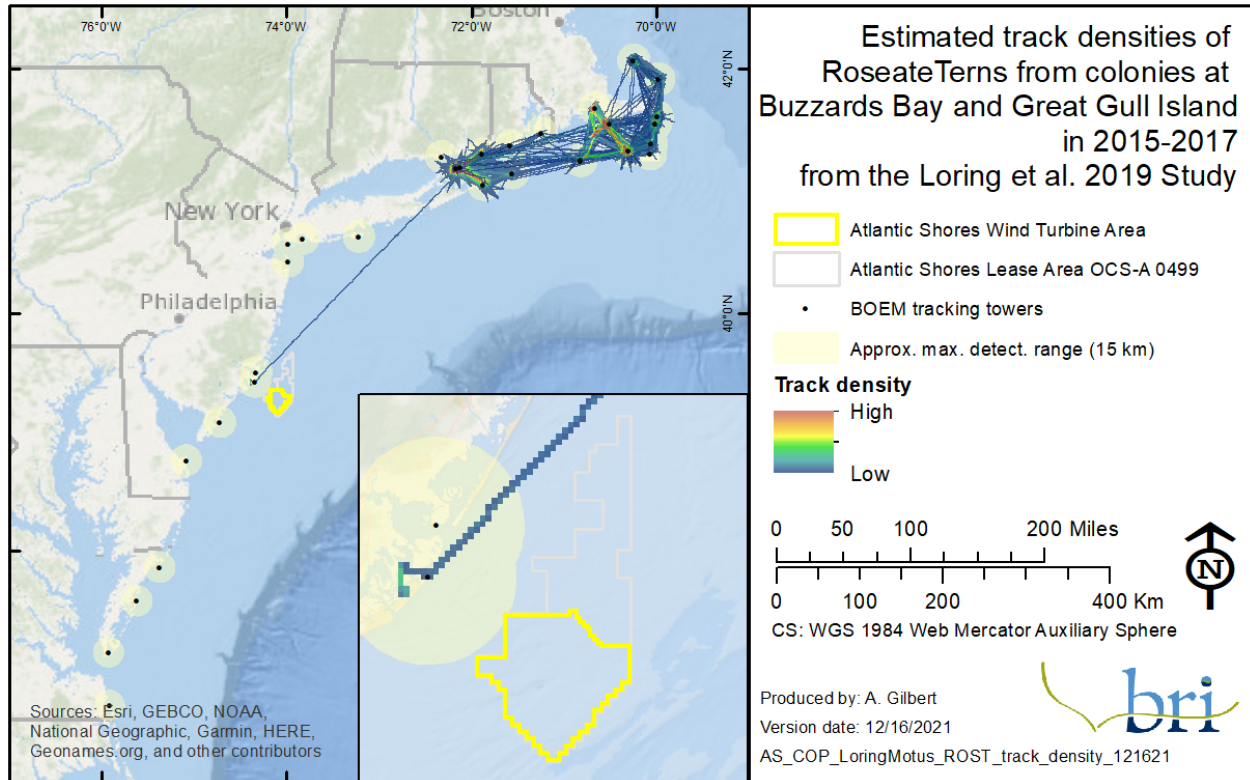 76°0'W
74°0'W
72°0'W
Boston
70°0'W
42°0'N
New York
40°0'N
Philadelphia
Sources: Esri, GEBCO, NOAA,
National Geographic, Garmin, HERE,
Geonames.org, and other contributors
Estimated track densities of
RoseateTerns from colonies at
Buzzards Bay and Great Gull Island
in 2015-2017
from the Loring et al. 2019 Study
Atlantic Shores Wind Turbine Area
Atlantic Shores Lease Area OCS-A 0499
BOEM tracking towers
Approx. max. detect. range (15 km)
Track density
High
Low
0 50 100 200 Miles
0 100 200 400 Km
N
CS: WGS 1984 Web Mercator Auxiliary Sphere
Produced by: A. Gilbert
Version date: 12/16/2021
AS_COP_LoringMotus_ROST_track_density_121621
bri